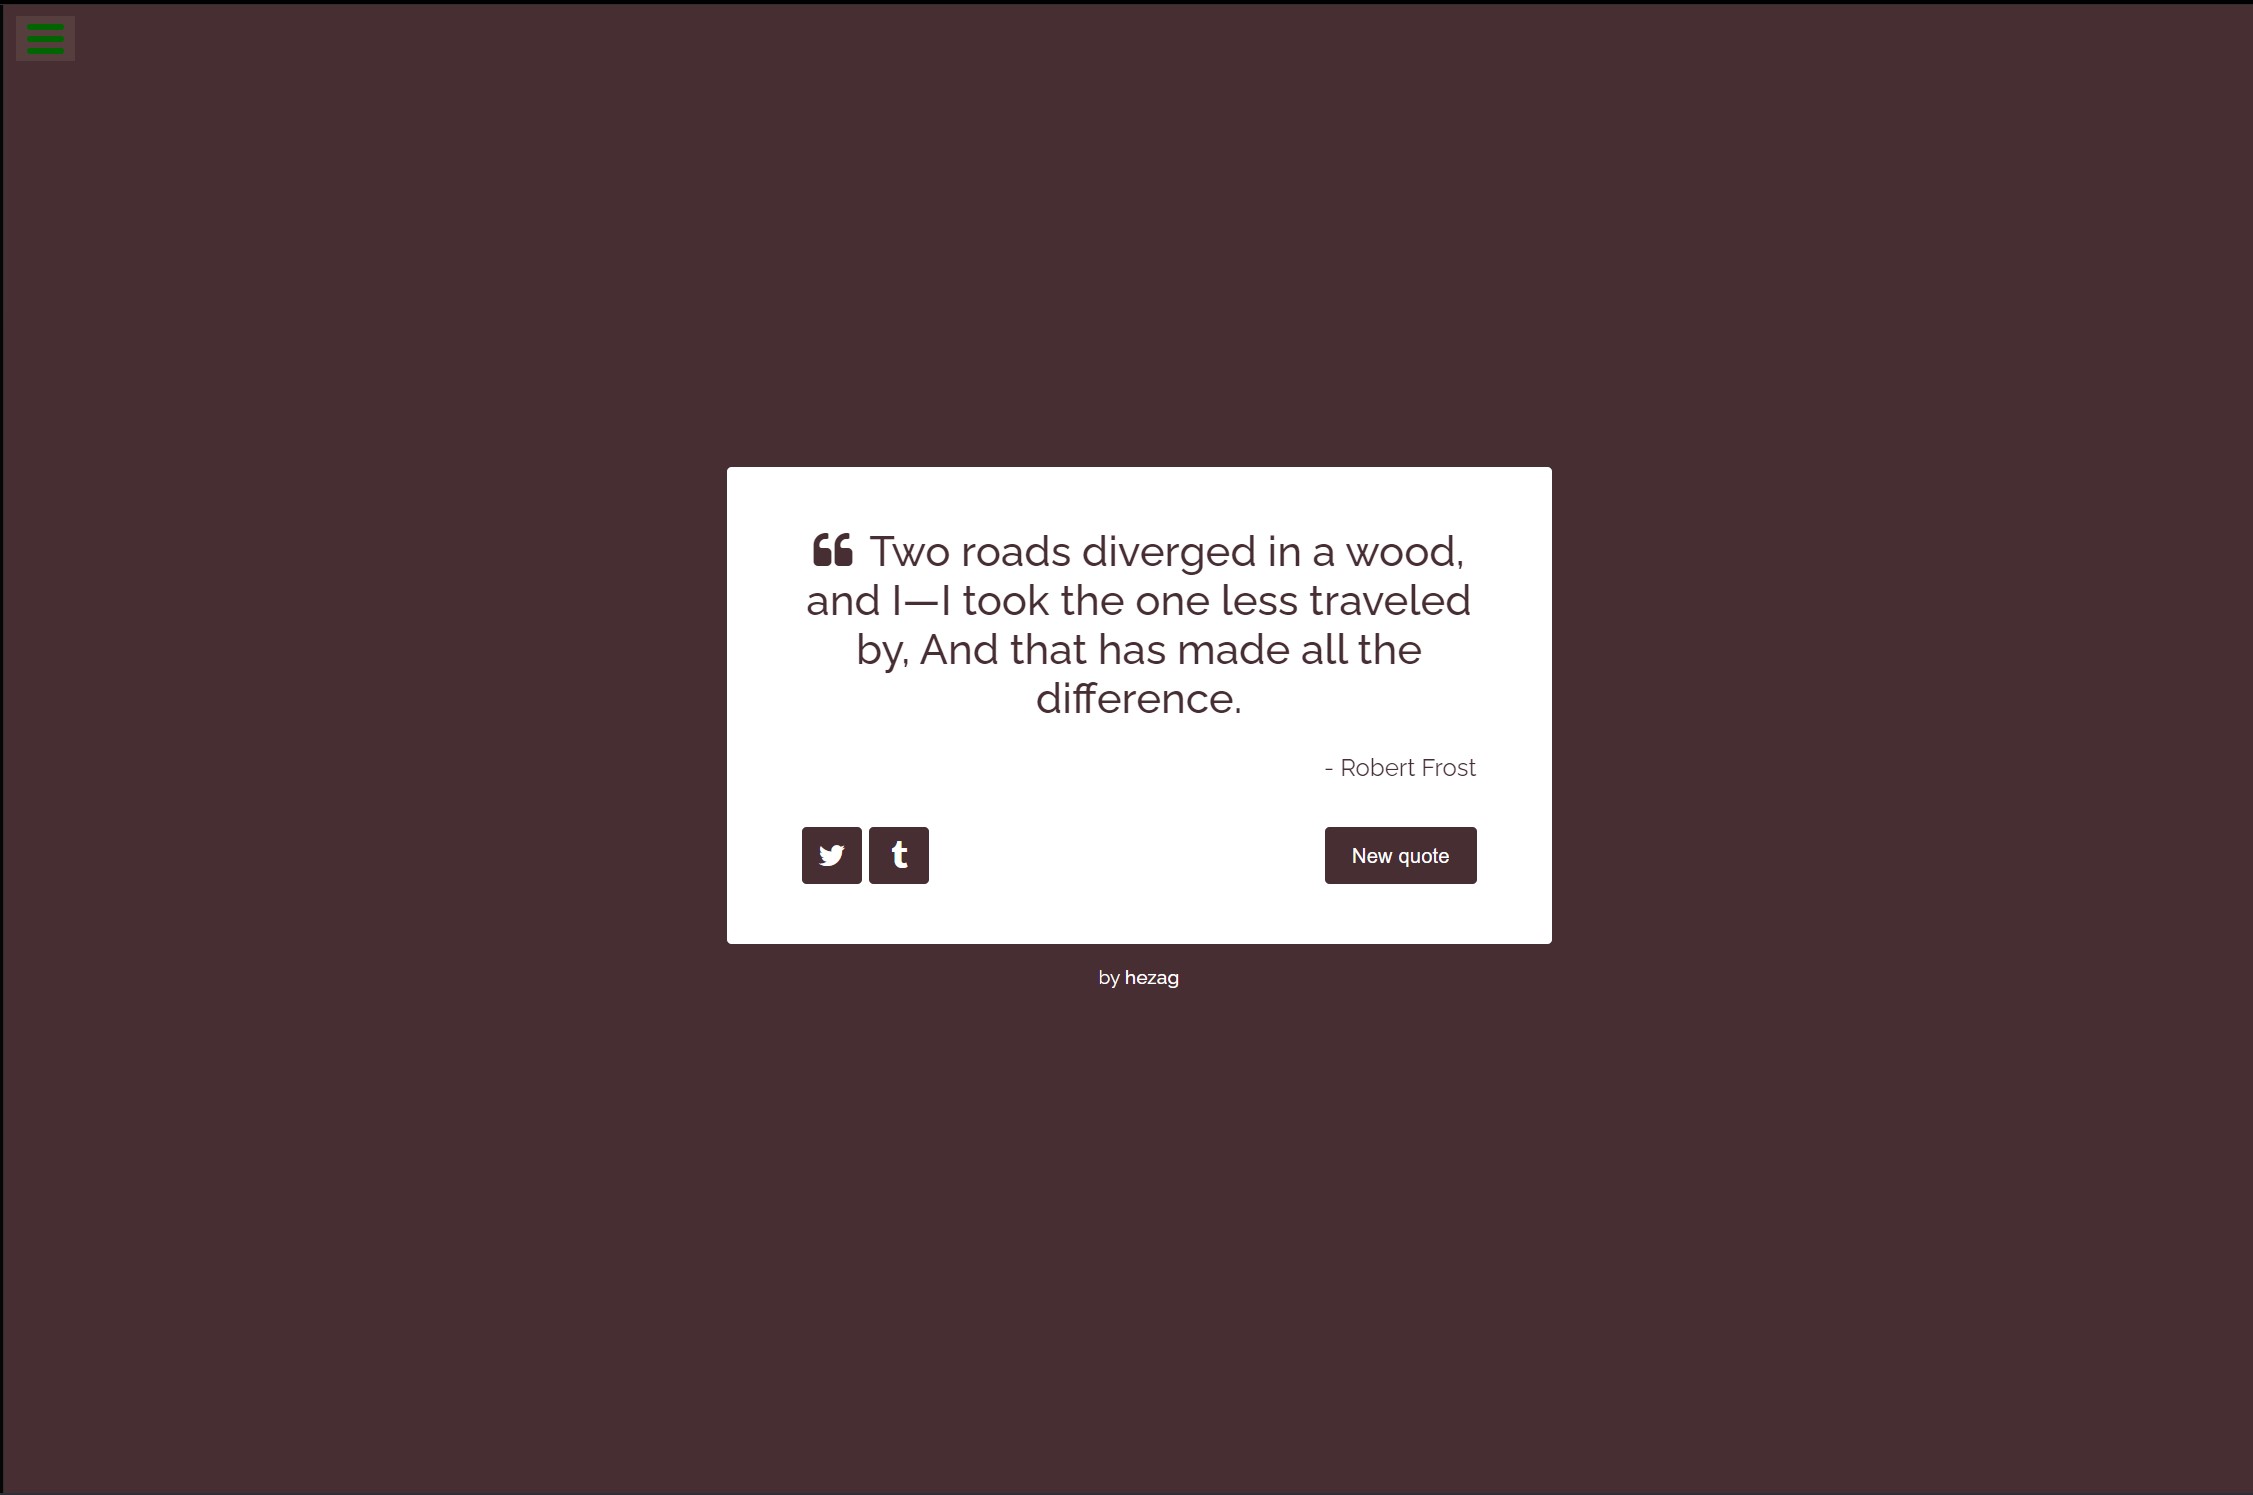 “ Two roads diverged in a wood,
and I—I took the one less traveled
by, And that has made all the
difference.
- Robert Frost
New quote
by hezag